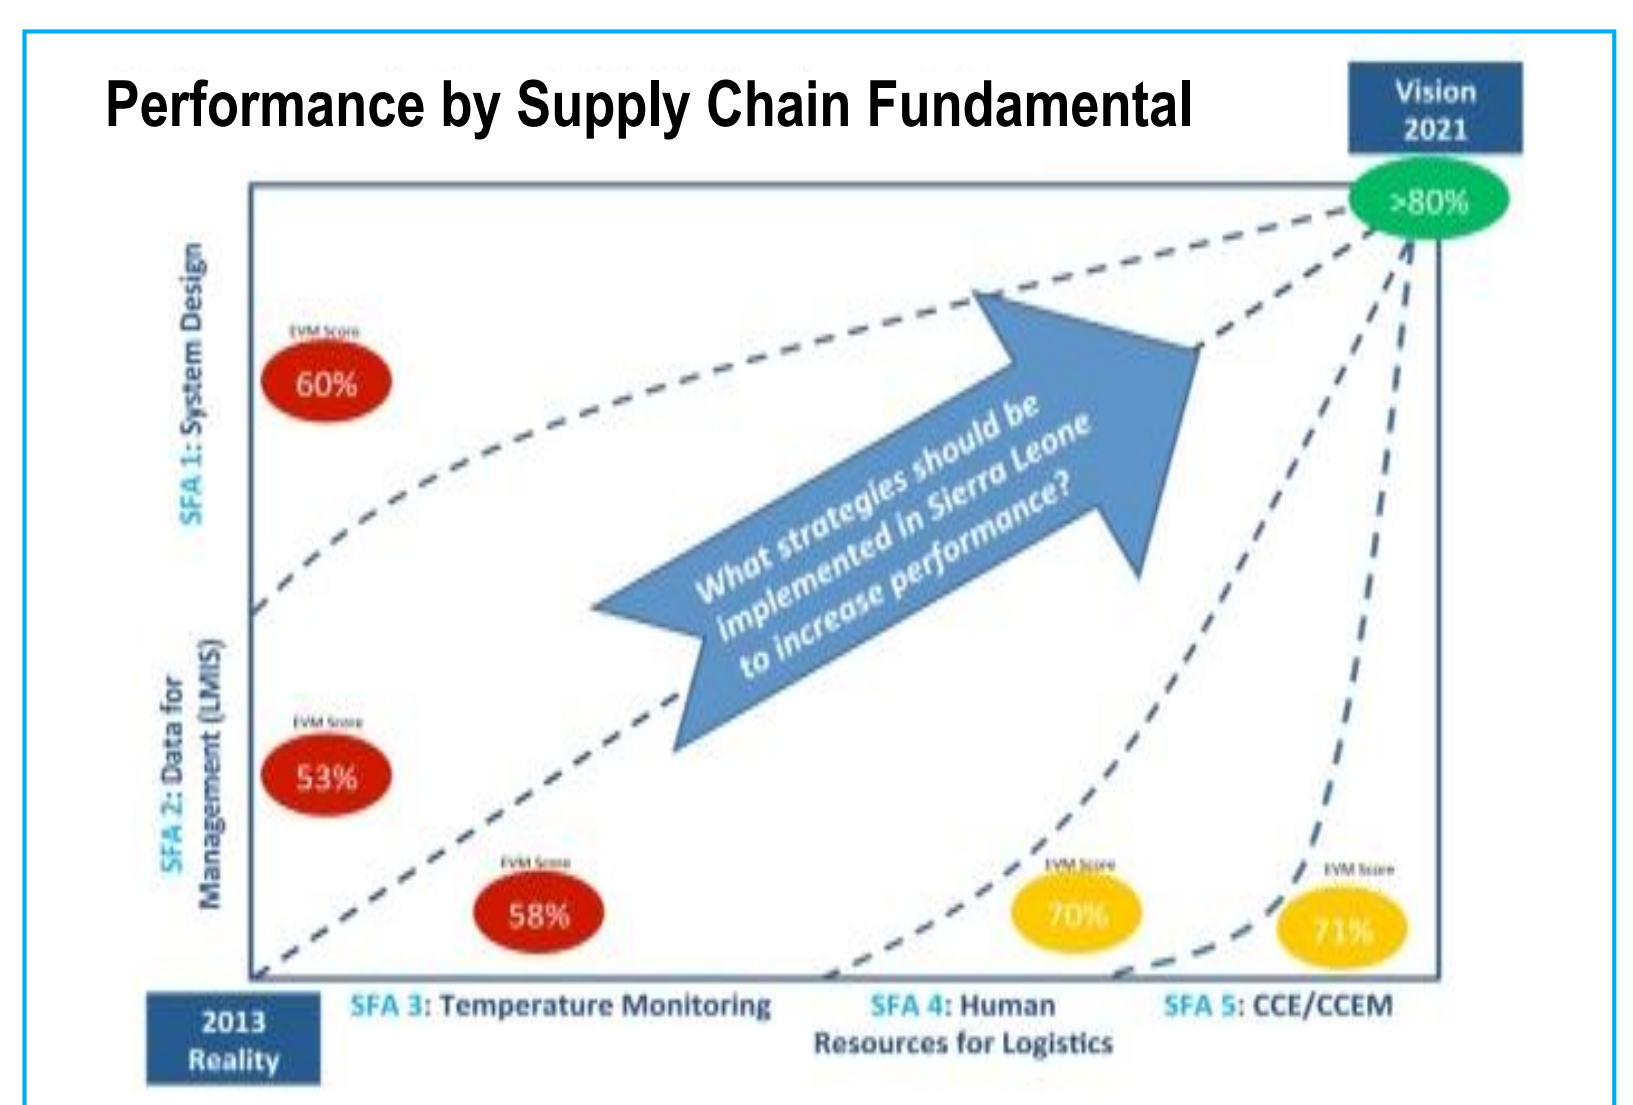 Performance by Supply Chain Fundamental
Vision
2021
>80%
SFA 1: System Design
EVM Score
60%
What strategies should be
implemented in Sierra Leone
to increase performance?
SFA 2: Data for
Management (LMIS)
EVM Score
53%
EVM Score
58%
EVM Score
70%
EVM Score
71%
2013
Reality
SFA 3: Temperature Monitoring
SFA 4: Human
Resources for Logistics
SFA 5: CCE/CCEM